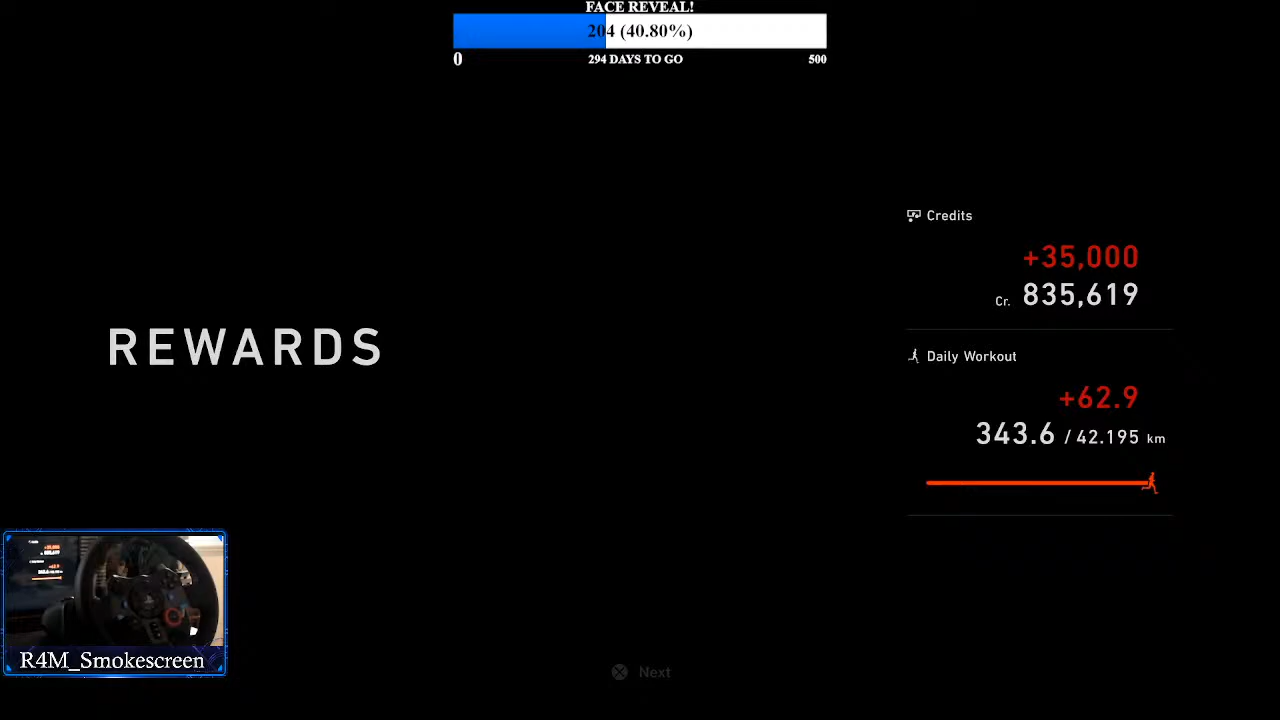 FACE REVEAL!
204 (40.80%)
0
294 DAYS TO GO
500
Credits
+35,000
Cr. 835,619
REWARDS
Daily Workout
+62.9
343.6 / 42.195 km
R4M_Smokescreen
Next